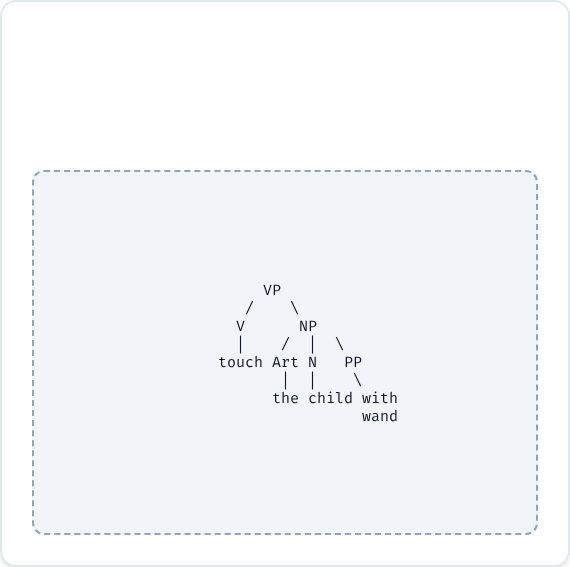 VP
/ \
V NP
| / | \
touch Art N PP
| | \
the child with
wand